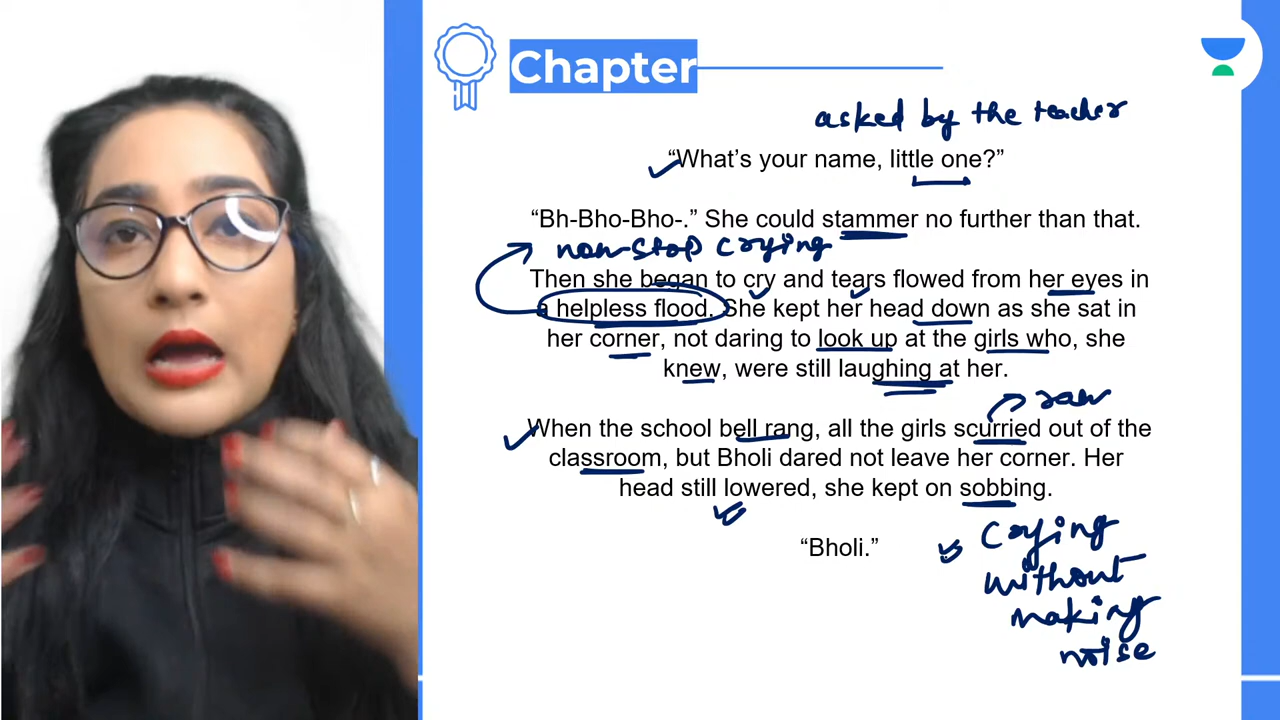 Chapter
asked by the teacher
“What’s your name, little one?”
“Bh-Bho-Bho-.” She could stammer no further than that.
non stop crying
Then she began to cry and tears flowed from her eyes in
a helpless flood. She kept her head down as she sat in
her corner, not daring to look up at the girls who, she
knew, were still laughing at her.
ran
When the school bell rang, all the girls scurried out of the
classroom, but Bholi dared not leave her corner. Her
head still lowered, she kept on sobbing.
“Bholi.”
Crying
without
making
noise